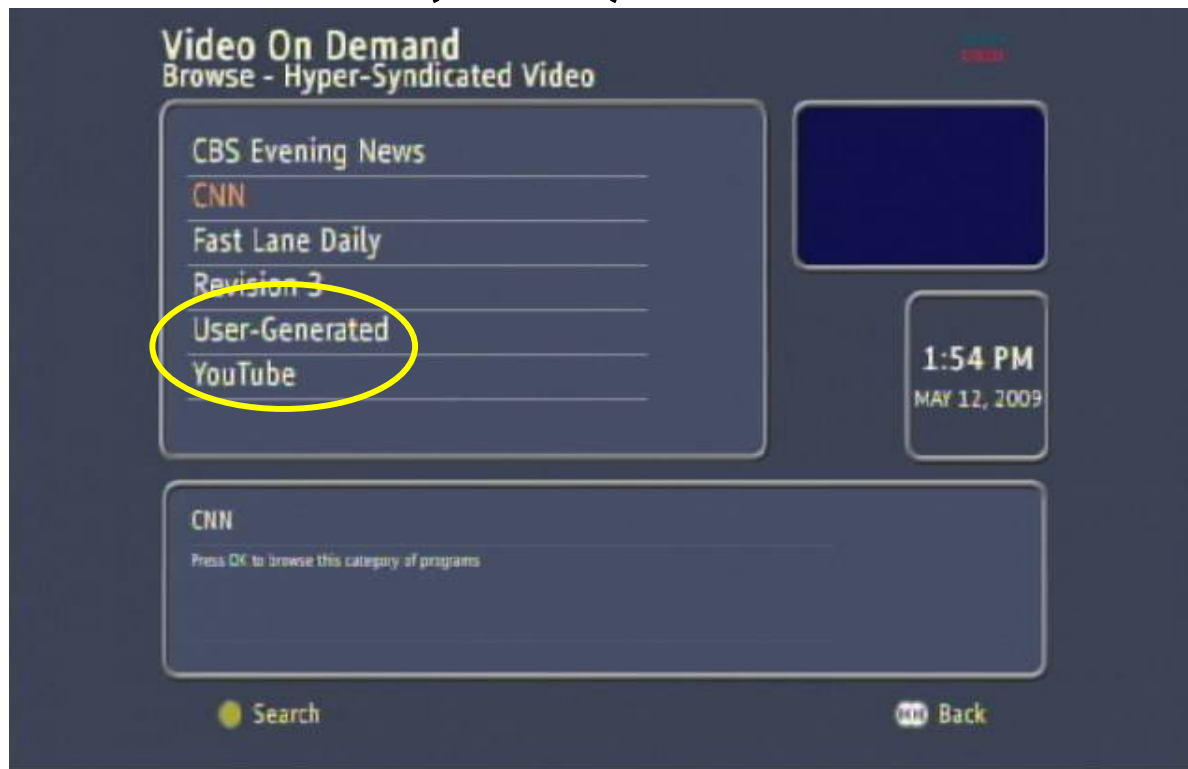 Video On Demand
Browse - Hyper-Syndicated Video
CBS Evening News
CNN
Fast Lane Daily
Revision 3
User-Generated
YouTube
1:54 PM
MAY 12, 2009
CNN
Press OK to browse this category of programs
Search
Back